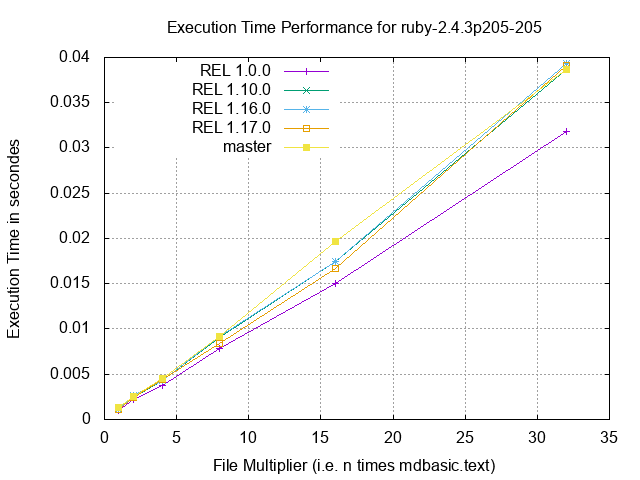 Execution Time Performance for ruby-2.4.3p205-205
0.04
0.035
0.03
0.025
0.02
0.015
0.01
0.005
0
Execution Time in secondes
REL 1.0.0
REL 1.10.0
REL 1.16.0
REL 1.17.0
master
0 5 10 15 20 25 30 35
File Multiplier (i.e. n times mdbasic.text)